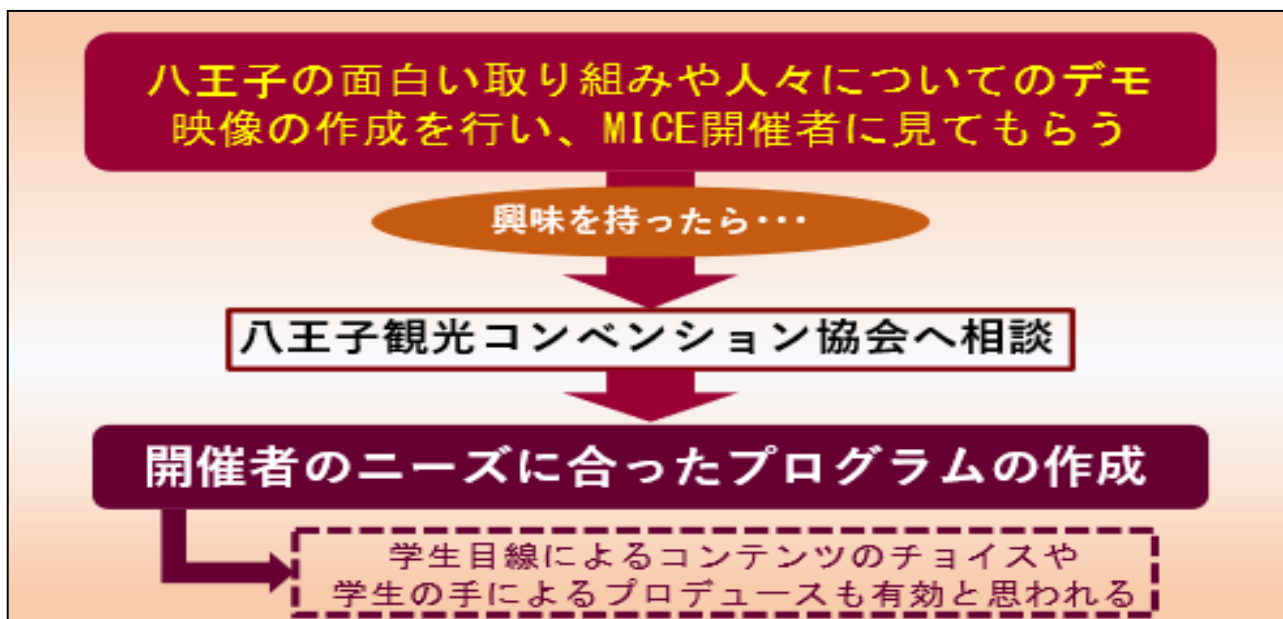 八王子の面白い取り組みや人々についてのデモ
映像の作成を行い、MICE開催者に見てもらう
興味を持ったら･･･
八王子観光コンベンション協会へ相談
開催者のニーズに合ったプログラムの作成
学生目線によるコンテンツのチョイスや
学生の手によるプロデュースも有効と思われる